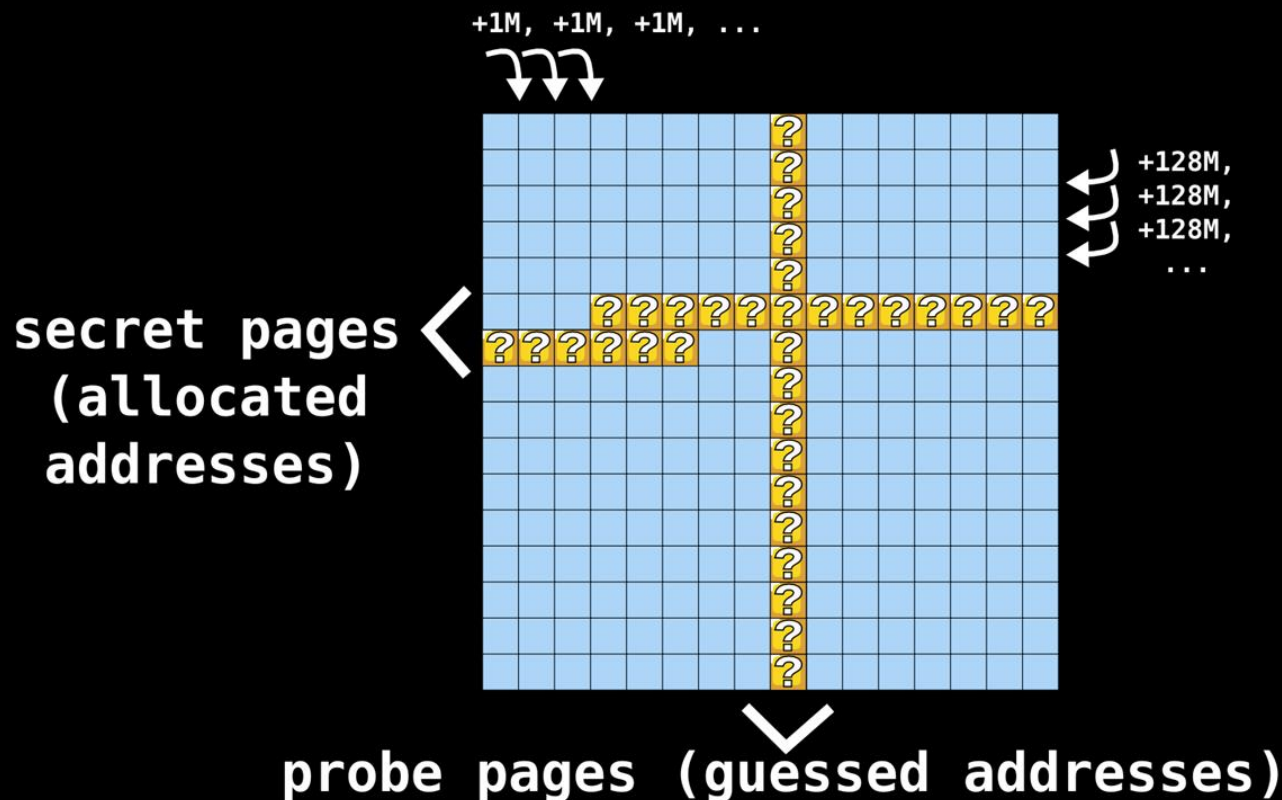 +1M, +1M, +1M, ...
+128M,
+128M,
+128M,
...
? 
?
?
?
?
? ? ? ? ? ? ? ? ? ? ? ? ?
? ? ? ? ? ? ?
?
?
?
?
?
?
?
?
?
secret pages
(allocated
addresses)
probe pages (guessed addresses)